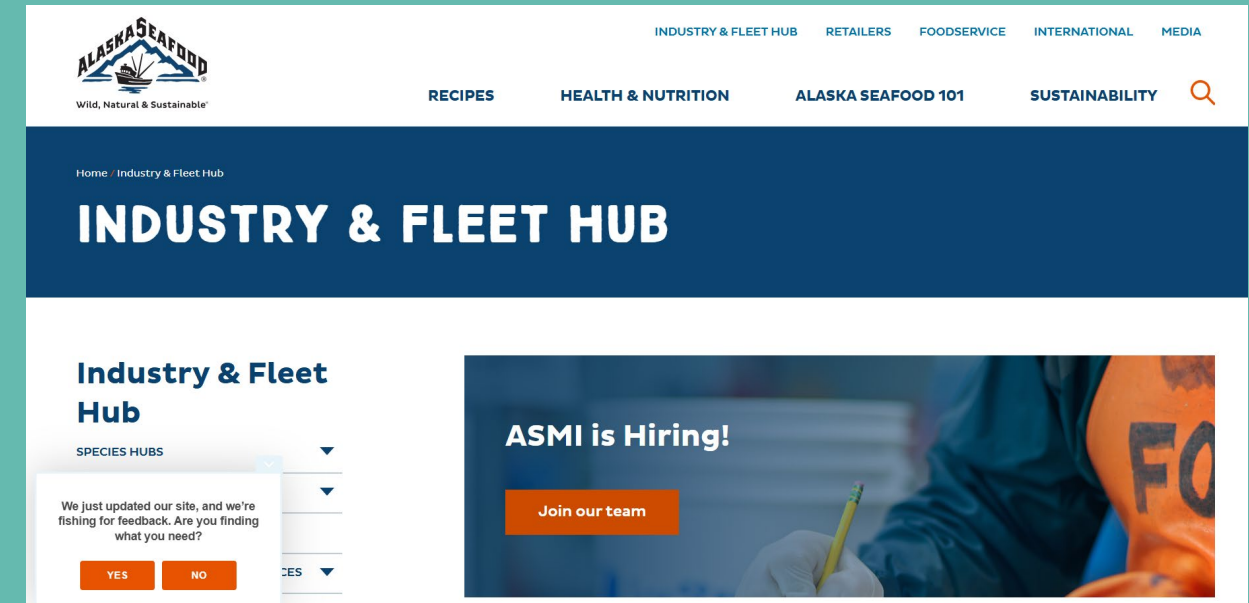 ALASKA SEAFOOD
Wild, Natural & Sustainable®
INDUSTRY & FLEET HUB RETAILERS FOODSERVICE INTERNATIONAL MEDIA
RECIPES HEALTH & NUTRITION ALASKA SEAFOOD 101 SUSTAINABILITY
Home / Industry & Fleet Hub
INDUSTRY & FLEET HUB
Industry & Fleet
Hub
SPECIES HUBS
CES
We just updated our site, and we're
fishing for feedback. Are you finding
what you need?
YES NO
ASMI is Hiring!
Join our team
FO